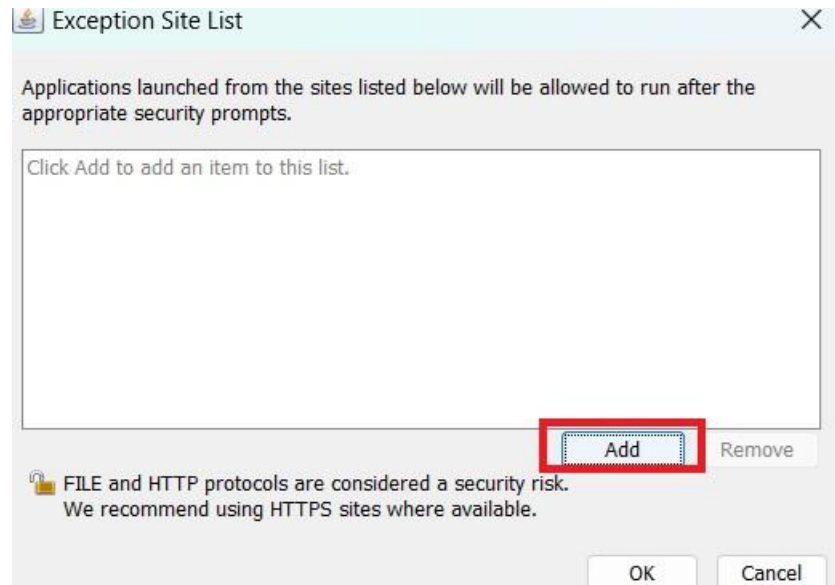 Exception Site List
Applications launched from the sites listed below will be allowed to run after the
appropriate security prompts.
Click Add to add an item to this list.
Add
Remove
FILE and HTTP protocols are considered a security risk.
We recommend using HTTPS sites where available.
OK
Cancel